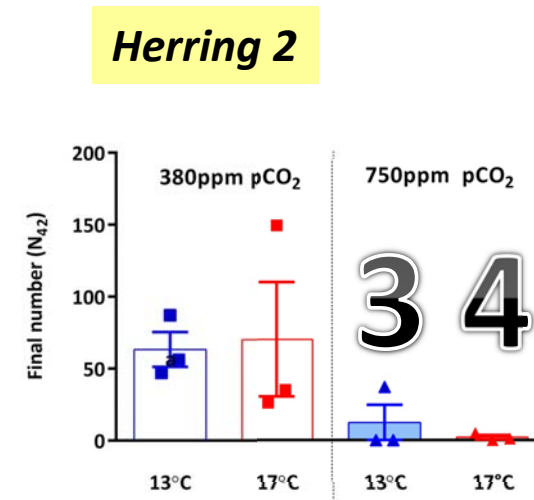 Herring 2
200
150
100
50
0
Final number (N₄₂)
380ppm pCO₂
750ppm pCO₂
3 4
a
13°C 17°C 13°C 17°C